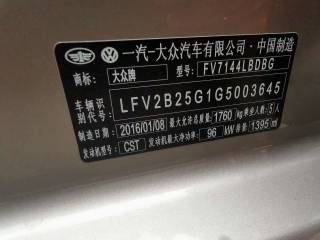 一汽-大众汽车有限公司·中国制造
商标: 大众牌 型号: FV7144LBDBG
车辆识别代号: LFV2B25G1G5003645
制造日期 2016/01/08 最大允许总质量 1760 kg 乘坐人数 5 人
发动机型号 CST 发动机最大净功率 96 kW 排量 1395 ml